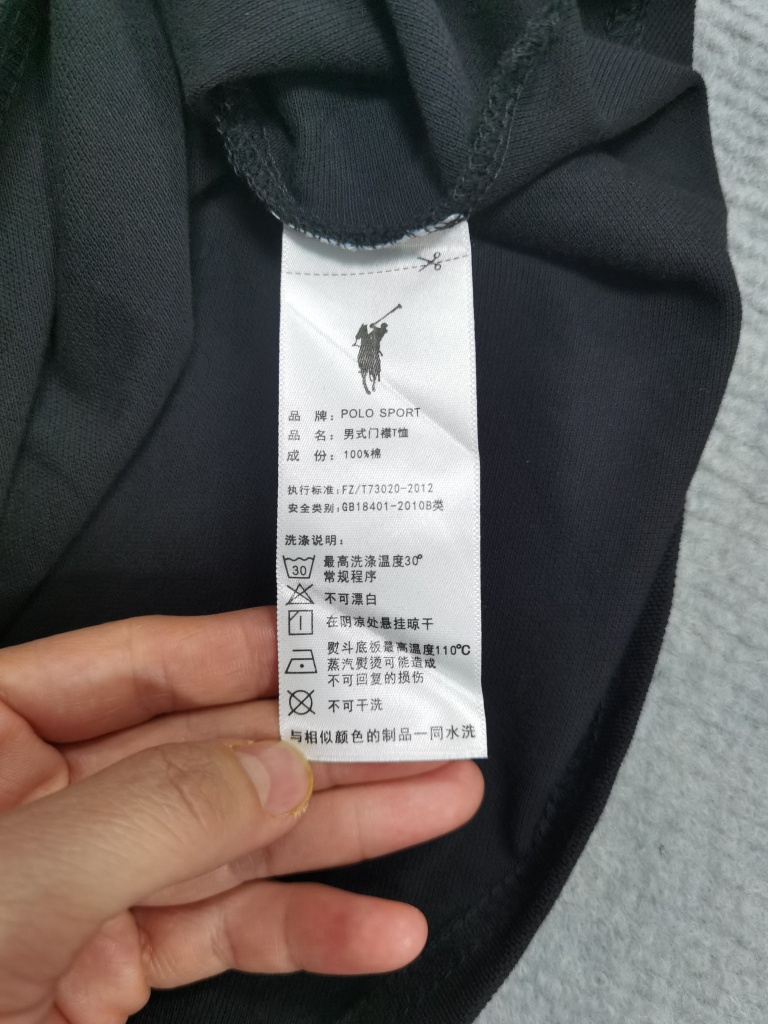 品 牌：POLO SPORT
品 名：男式门襟T恤
成 份：100%棉
执行标准：FZ/T73020-2012
安全类别：GB18401-2010B类
洗涤说明：
30 最高洗涤温度30°
常规程序
不可漂白
在阴凉处悬挂晾干
熨斗底板最高温度110℃
蒸汽熨烫可能造成
不可回复的损伤
不可干洗
与相似颜色的制品一同水洗